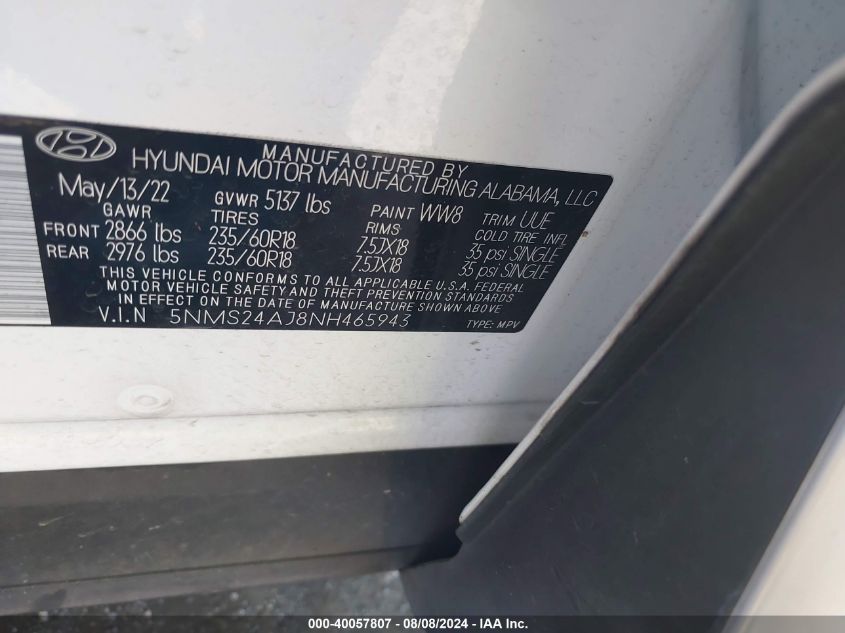 MANUFACTURED BY
HYUNDAI MOTOR MANUFACTURING ALABAMA, LLC
May/13/22 GVWR 5137 lbs PAINT WW8 TRIM UUE
GAWR TIRES RIMS COLD TIRE INFL
FRONT 2866 lbs 235/60R18 7.5JX18 35 psi SINGLE
REAR 2976 lbs 235/60R18 7.5JX18 35 psi SINGLE
THIS VEHICLE CONFORMS TO ALL APPLICABLE U.S.A. FEDERAL
MOTOR VEHICLE SAFETY AND THEFT PREVENTION STANDARDS
IN EFFECT ON THE DATE OF MANUFACTURE SHOWN ABOVE
V.I.N 5NMS24AJ8NH465943 TYPE: MPV
000-40057807 - 08/08/2024 - IAA Inc.